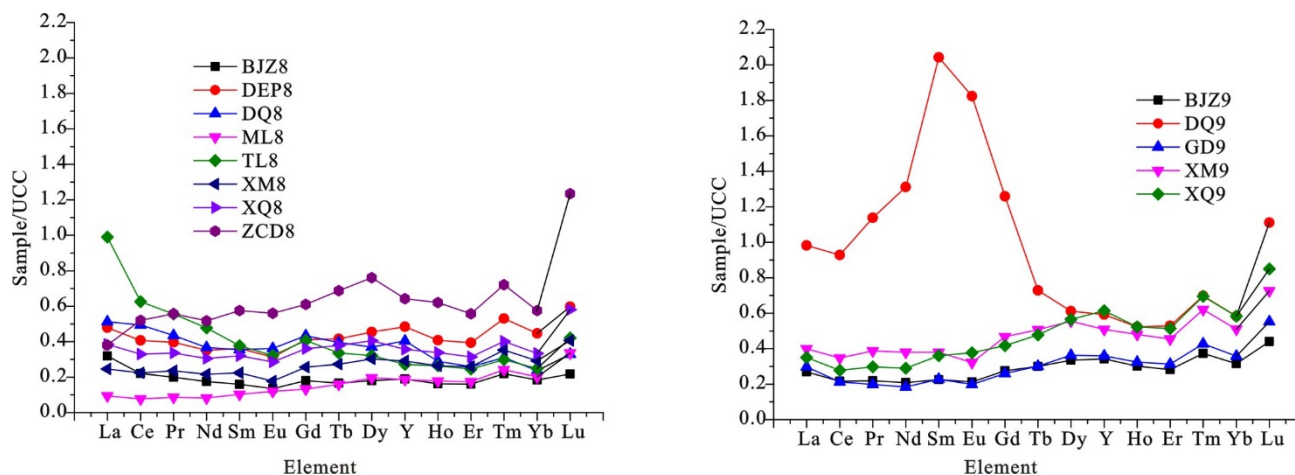 2.2
2.0
1.8
1.6
1.4
1.2
1.0
0.8
0.6
0.4
0.2
0.0
Sample/UCC
BJZ8
DEP8
DQ8
ML8
TL8
XM8
XQ8
ZCD8
La Ce Pr Nd Sm Eu Gd Tb Dy Y Ho Er Tm Yb Lu
Element
2.2
2.0
1.8
1.6
1.4
1.2
1.0
0.8
0.6
0.4
0.2
0.0
Sample/UCC
BJZ9
DQ9
GD9
XM9
XQ9
La Ce Pr Nd Sm Eu Gd Tb Dy Y Ho Er Tm Yb Lu
Element